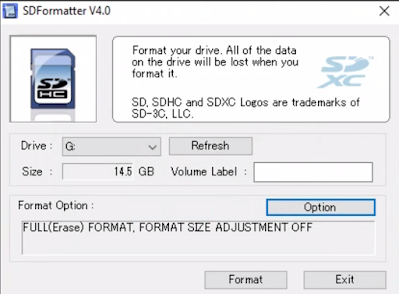 SDFormatter V4.0
Format your drive. All of the data
on the drive will be lost when you
format it.
SD, SDHC and SDXC Logos are trademarks of
SD-3C, LLC.
SD
HC
SD
XC
Drive : G: Refresh
Size : 14.5 GB Volume Label :
Format Option : Option
FULL(Erase) FORMAT, FORMAT SIZE ADJUSTMENT OFF
Format Exit